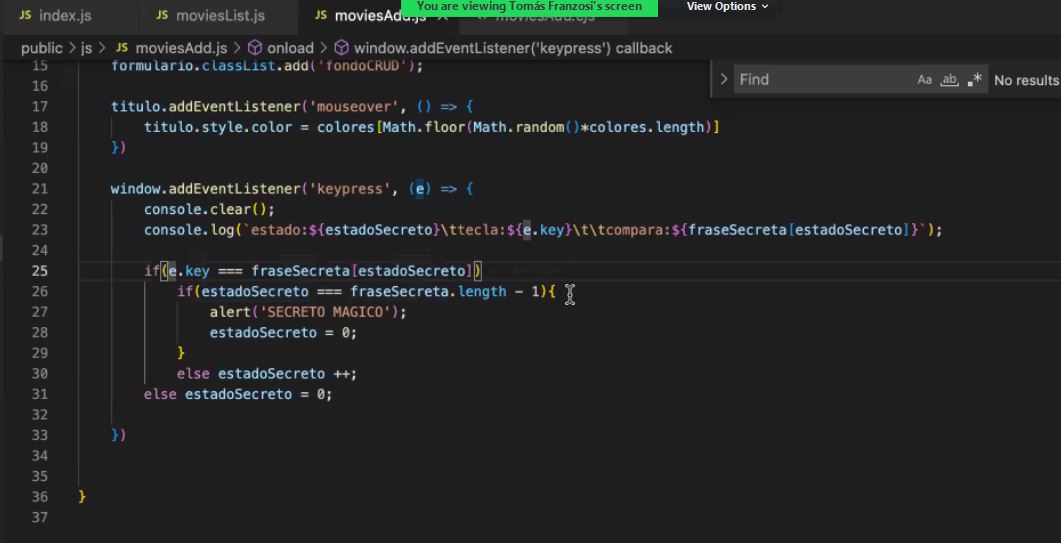 You are viewing Tomás Franzosi's screen
View Options
JS index.js
JS moviesList.js
JS moviesAdd.js
moviesEdit.js
public > js > JS moviesAdd.js > onload > window.addEventListener('keypress') callback
Find
Aa ab .*
No results
15 formulario.classList.add('fondoCRUD');
16
17 titulo.addEventListener('mouseover', () => {
18 titulo.style.color = colores[Math.floor(Math.random()*colores.length)]
19 })
20
21 window.addEventListener('keypress', (e) => {
22 console.clear();
23 console.log(`estado:${estadoSecreto}\ttecla:${e.key}\t\tcompara:${fraseSecreta[estadoSecreto]}`);
24
25 if(e.key === fraseSecreta[estadoSecreto])
26 if(estadoSecreto === fraseSecreta.length - 1){
27 alert('SECRETO MAGICO');
28 estadoSecreto = 0;
29 }
30 else estadoSecreto ++;
31 else estadoSecreto = 0;
32
33 })
34
35
36 }
37